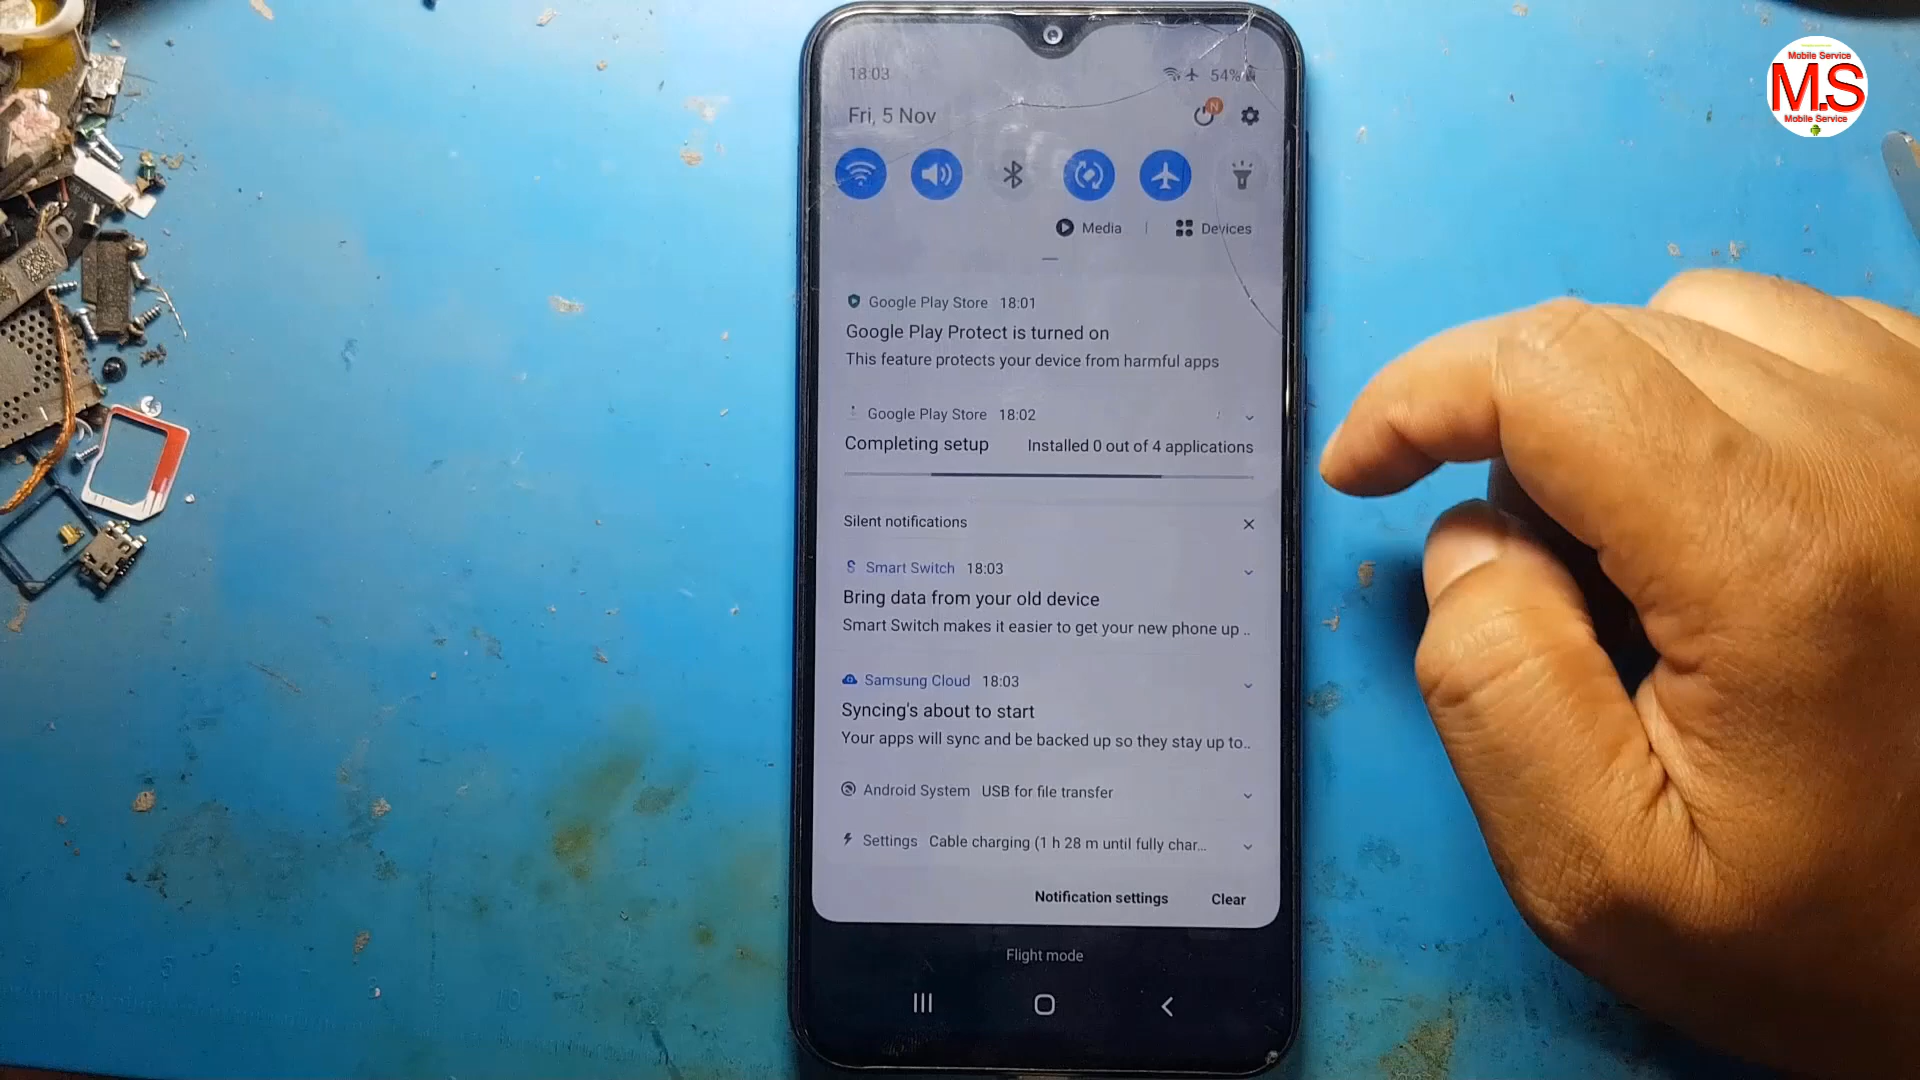 Mobile Service
M.S
Mobile Service
18:03
54%
Fri, 5 Nov
N
Media | Devices
Google Play Store 18:01
Google Play Protect is turned on
This feature protects your device from harmful apps
Google Play Store 18:02
Completing setup Installed 0 out of 4 applications
Silent notifications
Smart Switch 18:03
Bring data from your old device
Smart Switch makes it easier to get your new phone up ..
Samsung Cloud 18:03
Syncing's about to start
Your apps will sync and be backed up so they stay up to..
Android System USB for file transfer
Settings Cable charging (1 h 28 m until fully char...
Notification settings Clear
Flight mode